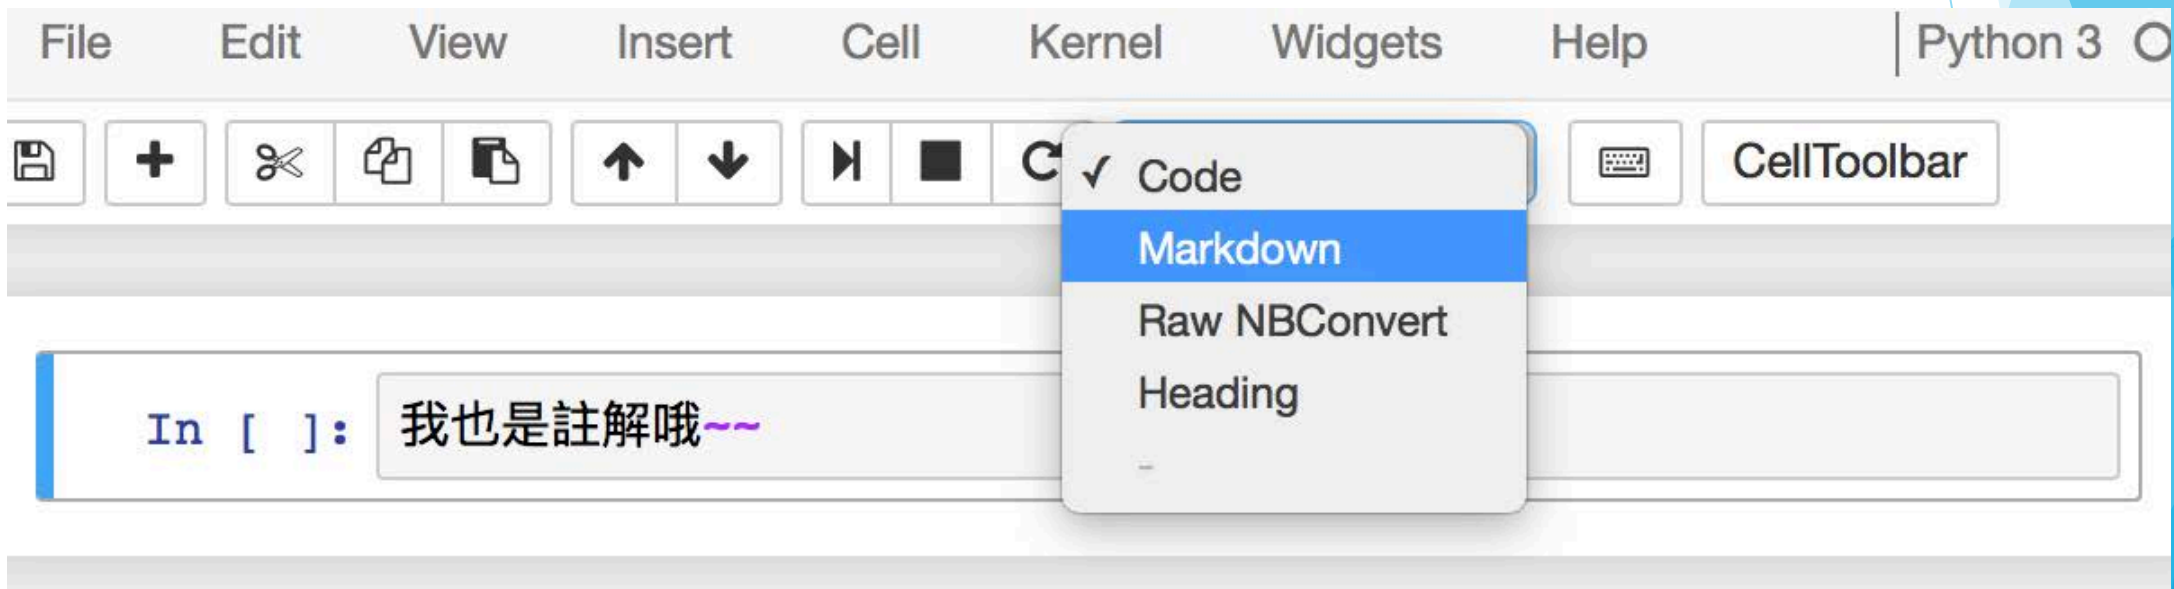 File Edit View Insert Cell Kernel Widgets Help Python 3
CellToolbar
Code
Markdown
Raw NBConvert
Heading
-
In [ ]: 我也是註解哦~~